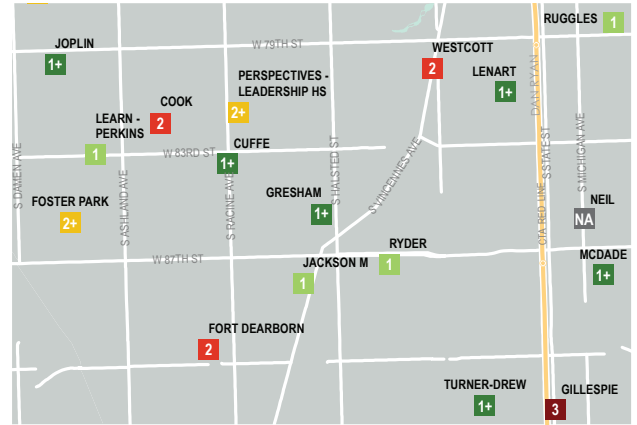 RUGGLES
1
JOPLIN
1+
W 79TH ST
WESTCOTT
2
LENART
1+
DAN RYAN
PERSPECTIVES -
LEADERSHIP HS
2+
COOK
2
LEARN -
PERKINS
1
W 83RD ST
CUFFE
1+
S HALSTED ST
S VINCENNES AVE
S STATE ST
S MICHIGAN AVE
S DAMEN AVE
S ASHLAND AVE
S RACINE AVE
FOSTER PARK
2+
GRESHAM
1+
CTA RED LINE
NEIL
NA
W 87TH ST
JACKSON M
1
RYDER
1
MCDADE
1+
FORT DEARBORN
2
TURNER-DREW
1+
GILLESPIE
3